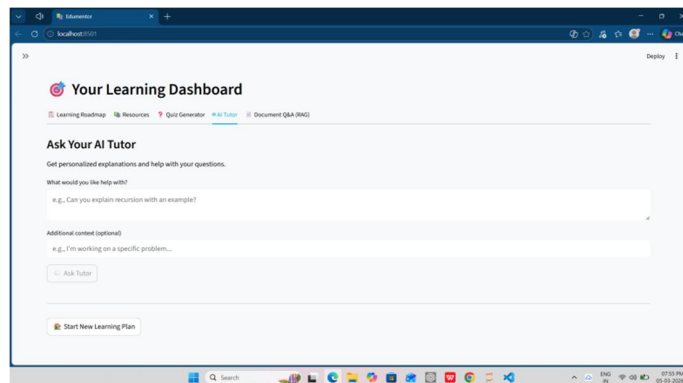 Edumentor
localhost:8501
Deploy
Your Learning Dashboard
Learning Roadmap Resources Quiz Generator AI Tutor Document Q&A (RAG)
Ask Your AI Tutor
Get personalized explanations and help with your questions.
What would you like help with?
e.g., Can you explain recursion with an example?
Additional context (optional)
e.g., I'm working on a specific problem...
Ask Tutor
Start New Learning Plan
Search
ENG
IN
07:55 PM